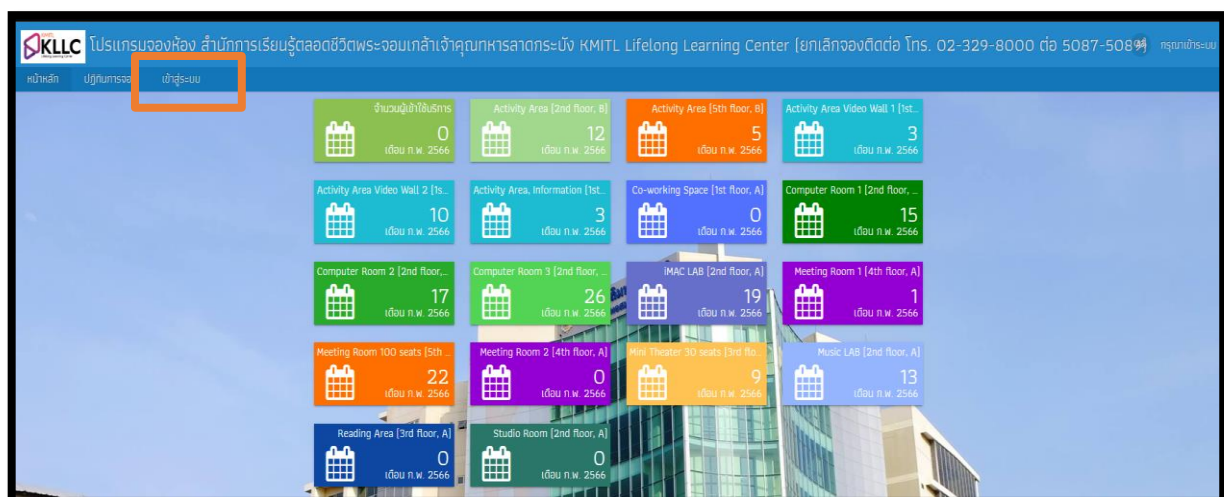 KMITL
KLLC
โปรแกรมจองห้อง สำนักการเรียนรู้ตลอดชีวิตพระจอมเกล้าเจ้าคุณทหารลาดกระบัง KMITL Lifelong Learning Center (ยกเลิกจองติดต่อ โทร. 02-329-8000 ต่อ 5087-5089
กรุณาเข้าระบบ
หน้าหลัก ปฏิทินการจอ เข้าสู่ระบบ
จำนวนผู้เข้าใช้บริการ
0
เดือน ก.พ. 2566
Activity Area (2nd floor, B)
12
เดือน ก.พ. 2566
Activity Area (5th floor, B)
5
เดือน ก.พ. 2566
Activity Area Video Wall 1 (1st...
3
เดือน ก.พ. 2566
Activity Area Video Wall 2 (1s...
10
เดือน ก.พ. 2566
Activity Area, Information (1st...
3
เดือน ก.พ. 2566
Co-working Space (1st floor, A)
0
เดือน ก.พ. 2566
Computer Room 1 (2nd floor, ...
15
เดือน ก.พ. 2566
Computer Room 2 (2nd floor,...
17
เดือน ก.พ. 2566
Computer Room 3 (2nd floor, ...
26
เดือน ก.พ. 2566
iMAC LAB (2nd floor, A)
19
เดือน ก.พ. 2566
Meeting Room 1 (4th floor, A)
1
เดือน ก.พ. 2566
Meeting Room 100 seats (5th ...
22
เดือน ก.พ. 2566
Meeting Room 2 (4th floor, A)
0
เดือน ก.พ. 2566
Mini Theater 30 seats (3rd flo...
9
เดือน ก.พ. 2566
Music LAB (2nd floor, A)
13
เดือน ก.พ. 2566
Reading Area (3rd floor, A)
0
เดือน ก.พ. 2566
Studio Room (2nd floor, A)
0
เดือน ก.พ. 2566